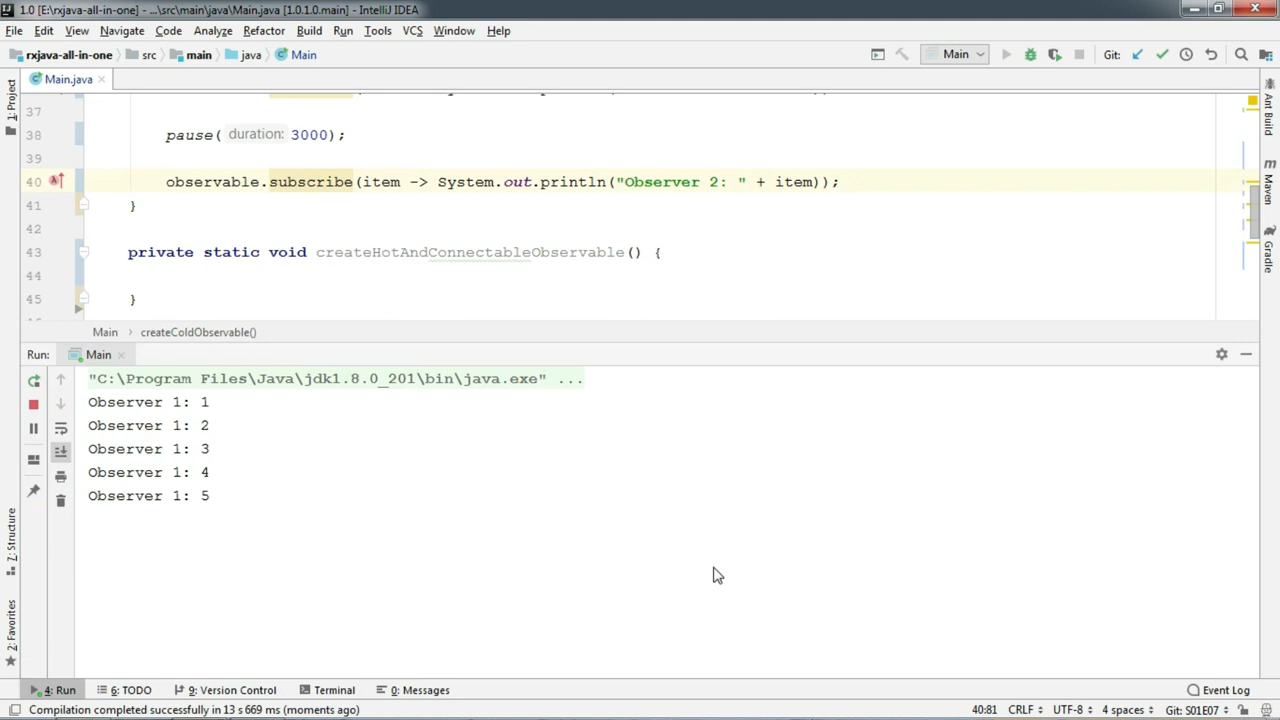 1.0 [E:\rxjava-all-in-one] - ...\src\main\java\Main.java [1.0.1.0.main] - IntelliJ IDEA
File Edit View Navigate Code Analyze Refactor Build Run Tools VCS Window Help
rxjava-all-in-one src main java Main Main Git:
Main.java
37
38 pause( duration: 3000);
39
40 observable.subscribe(item -> System.out.println("Observer 2: " + item));
41 }
42
43 private static void createHotAndConnectableObservable() {
44
45 }
Main createColdObservable()
Run: Main
"C:\Program Files\Java\jdk1.8.0_201\bin\java.exe" ...
Observer 1: 1
Observer 1: 2
Observer 1: 3
Observer 1: 4
Observer 1: 5
1: Project
7: Structure
2: Favorites
Ant Build
Maven
Gradle
4: Run 6: TODO 9: Version Control Terminal 0: Messages Event Log
Compilation completed successfully in 13 s 669 ms (moments ago) 40:81 CRLF UTF-8 4 spaces Git: S01E07